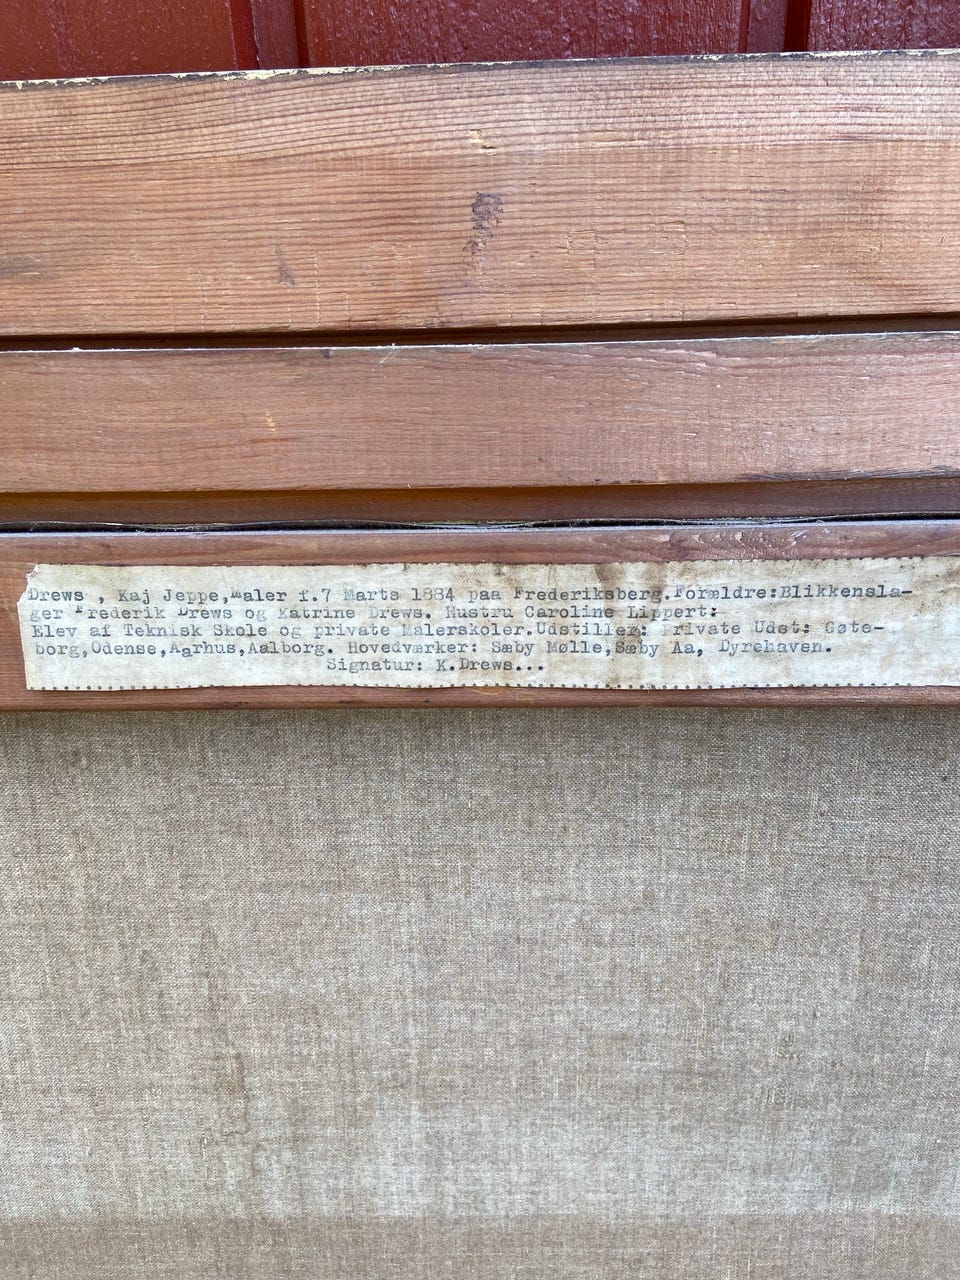 Drews , Kaj Jeppe,Maler f.7 Marts 1884 paa Frederiksberg.Forældre:Blikkensla-
ger Frederik Drews og Katrine Drews. Hustru Caroline Lippert:
Elev af Teknisk Skole og private Malerskoler.Udstiller: Private Udst: Gøte-
borg,Odense,Aarhus,Aalborg. Hovedværker: Sæby Mølle,Sæby Aa, Dyrehaven.
Signatur: K.Drews...